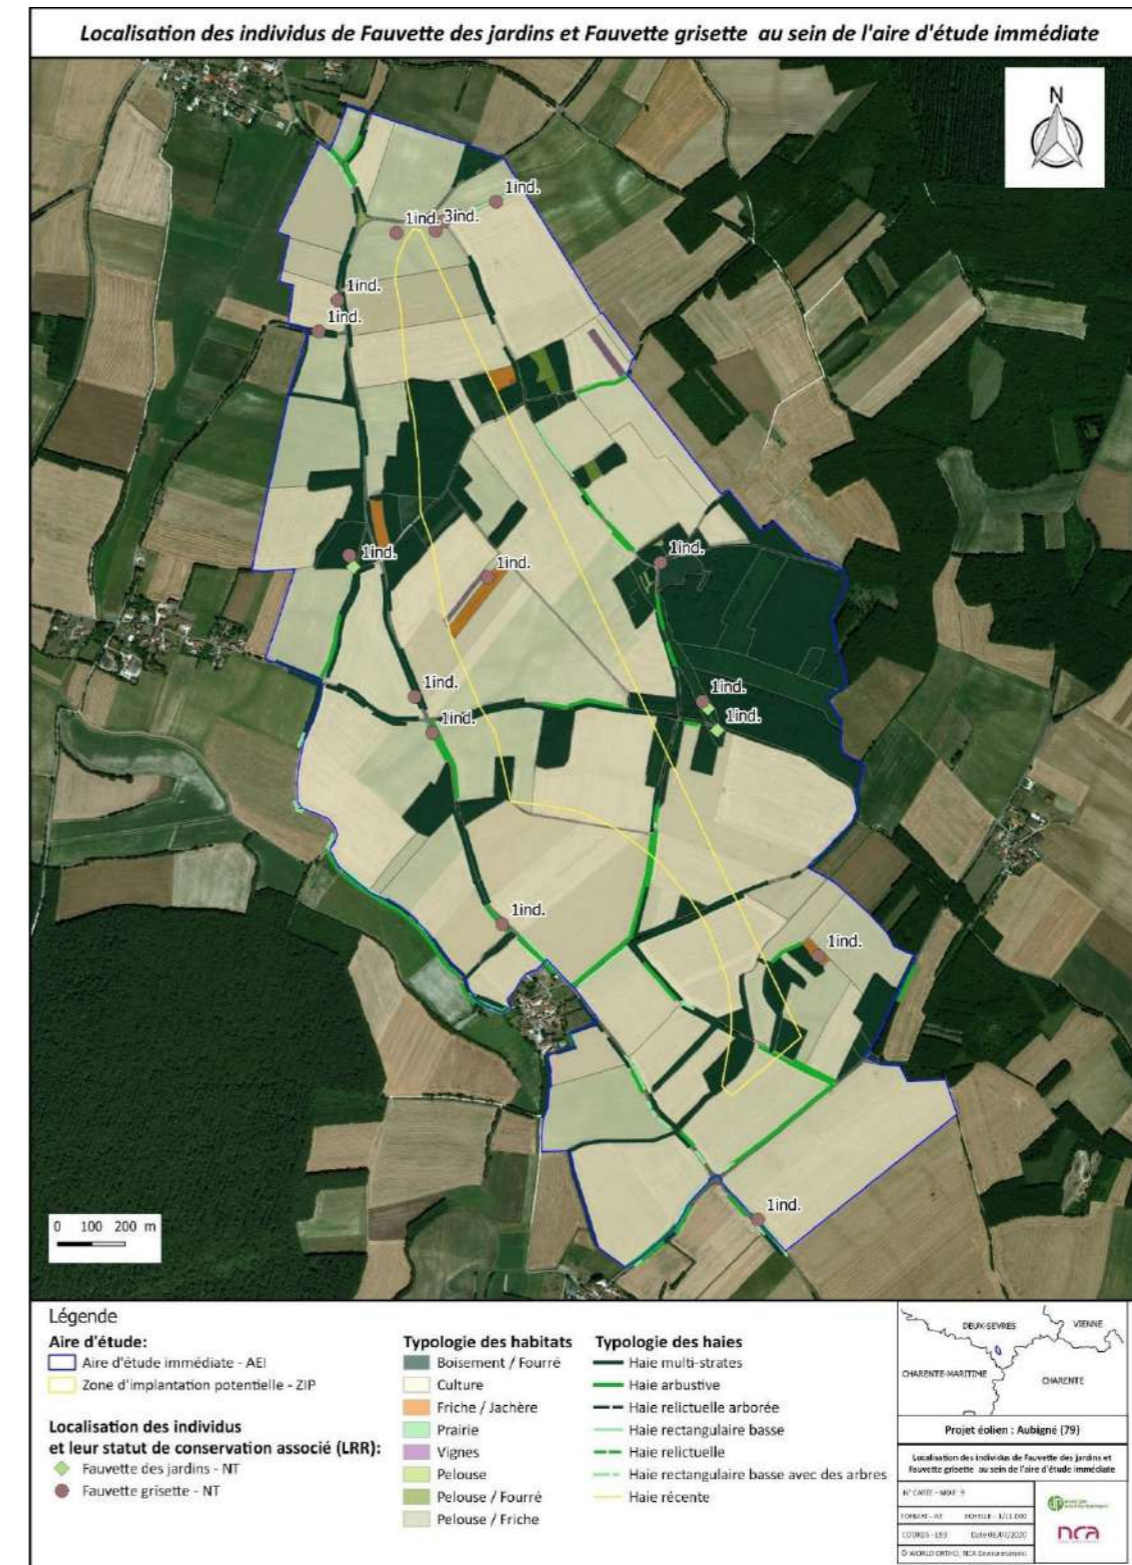 Localisation des individus de Fauvette des jardins et Fauvette grisette au sein de l'aire d'étude immédiate
N
1ind.
1ind. 3ind.
1ind.
1ind.
1ind.
1ind.
1ind.
1ind.
1ind.
1ind.
1ind.
1ind.
1ind.
1ind.
0 100 200 m
Légende
Aire d'étude:
Aire d'étude immédiate - AEI
Zone d'implantation potentielle - ZIP
Localisation des individus
et leur statut de conservation associé (LRR):
Fauvette des jardins - NT
Fauvette grisette - NT
Typologie des habitats
Boisement / Fourré
Culture
Friche / Jachère
Prairie
Vignes
Pelouse
Pelouse / Fourré
Pelouse / Friche
Typologie des haies
Haie multi-strates
Haie arbustive
Haie relictuelle arborée
Haie rectangulaire basse
Haie relictuelle
Haie rectangulaire basse avec des arbres
Haie récente
DEUX-SEVRES
VIENNE
CHARENTE-MARITIME
CHARENTE
Projet éolien : Aubigné (79)
Localisation des individus de Fauvette des jardins et
Fauvette grisette au sein de l'aire d'étude immédiate
FORMAT - A3
COORDS - L93
nca